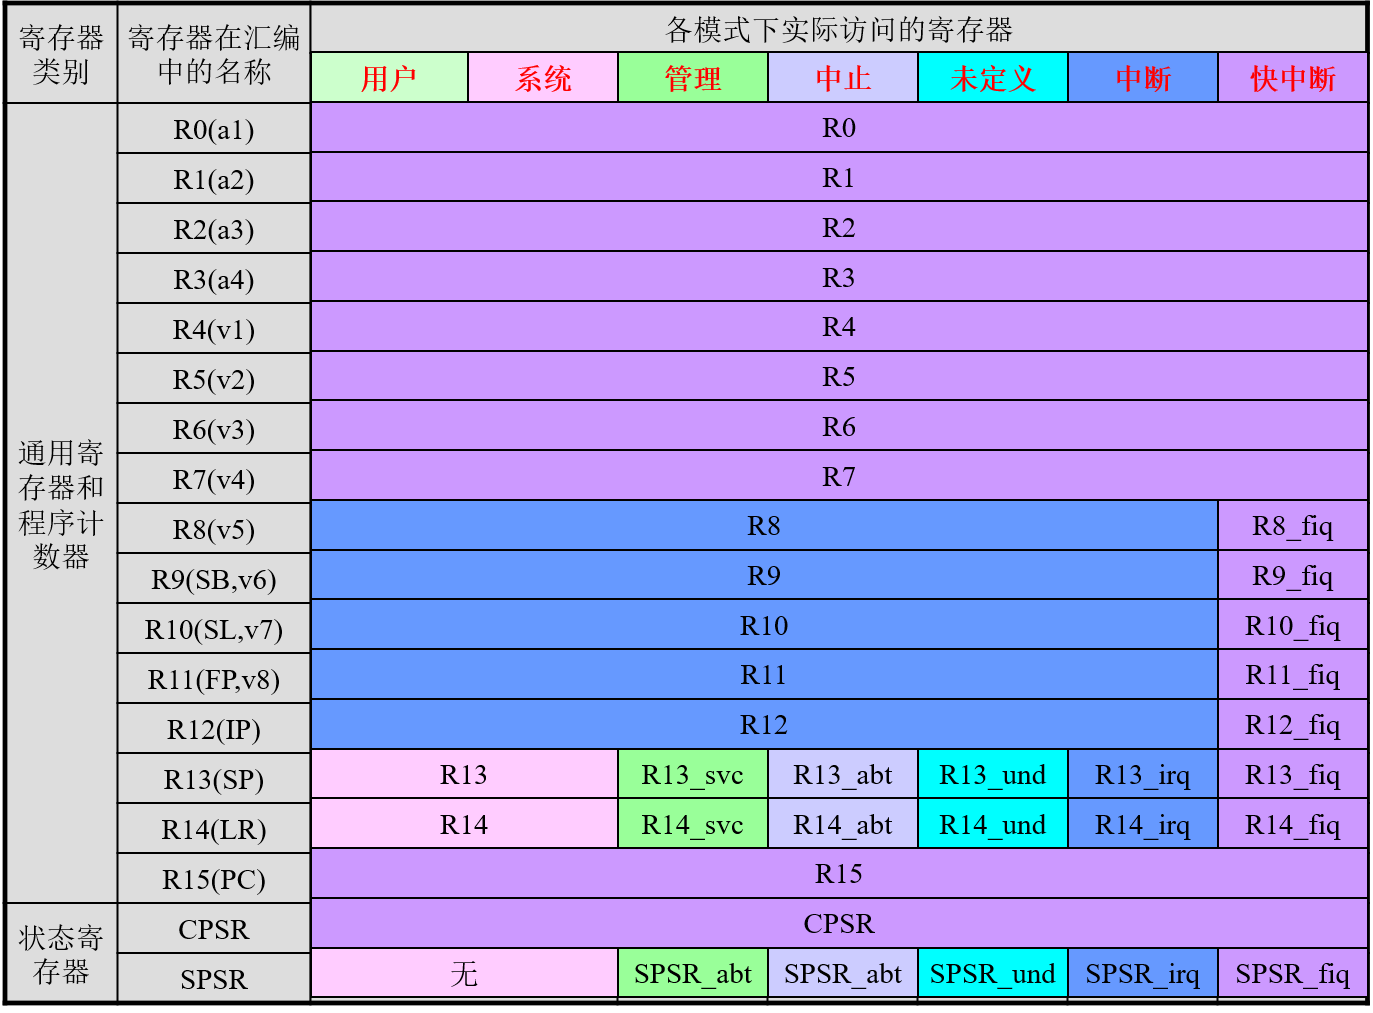 寄存器
类别
寄存器在汇编
中的名称
各模式下实际访问的寄存器
用户 系统 管理 中止 未定义 中断 快中断
通用寄
存器和
程序计
数器
R0(a1) R0
R1(a2) R1
R2(a3) R2
R3(a4) R3
R4(v1) R4
R5(v2) R5
R6(v3) R6
R7(v4) R7
R8(v5) R8 R8_fiq
R9(SB,v6) R9 R9_fiq
R10(SL,v7) R10 R10_fiq
R11(FP,v8) R11 R11_fiq
R12(IP) R12 R12_fiq
R13(SP) R13 R13_svc R13_abt R13_und R13_irq R13_fiq
R14(LR) R14 R14_svc R14_abt R14_und R14_irq R14_fiq
R15(PC) R15
状态寄
存器
CPSR CPSR
SPSR 无 SPSR_abt SPSR_abt SPSR_und SPSR_irq SPSR_fiq